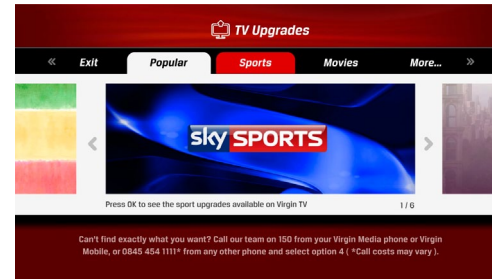 TV Upgrades
« Exit Popular Sports Movies More... »
sky SPORTS
Press OK to see the sport upgrades available on Virgin TV 1 / 6
Can't find exactly what you want? Call our team on 150 from your Virgin Media phone or Virgin
Mobile, or 0845 454 1111* from any other phone and select option 4 ( *Call costs may vary ).